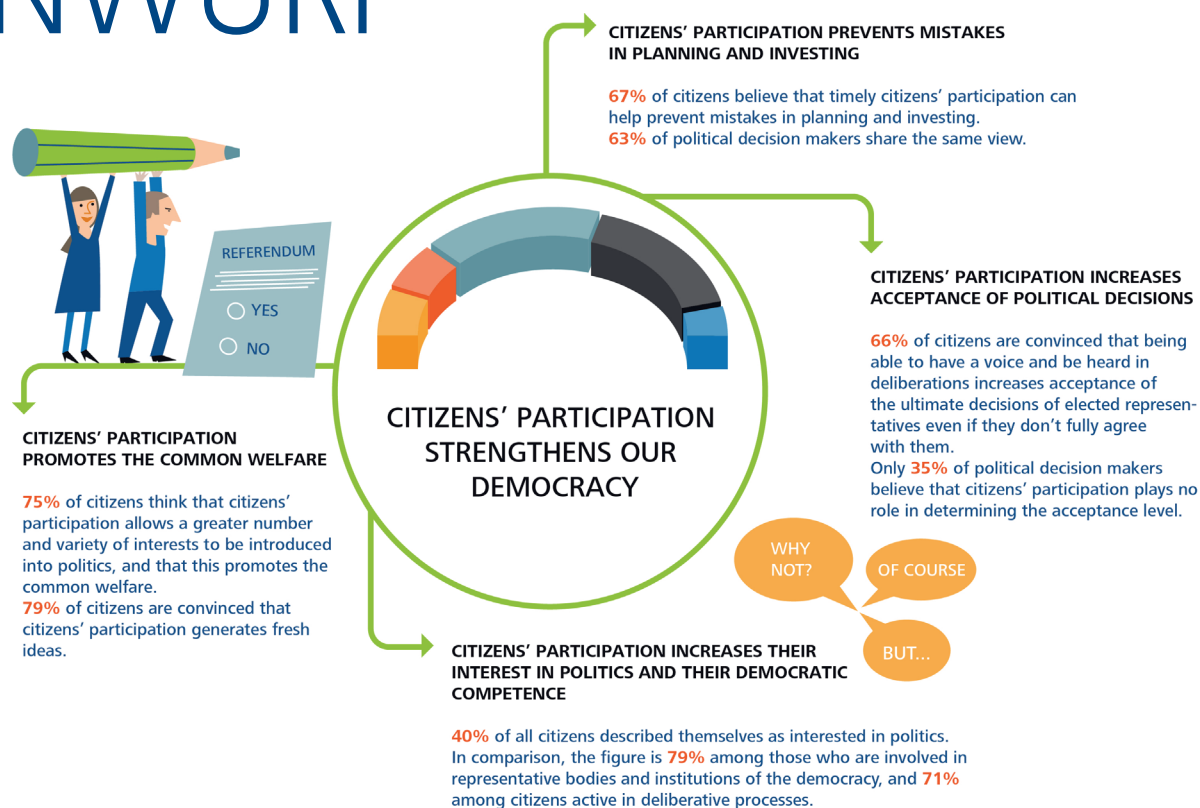 CITIZENS’ PARTICIPATION PREVENTS MISTAKES
IN PLANNING AND INVESTING
67% of citizens believe that timely citizens’ participation can
help prevent mistakes in planning and investing.
63% of political decision makers share the same view.
REFERENDUM
YES
NO
CITIZENS’ PARTICIPATION
STRENGTHENS OUR
DEMOCRACY
CITIZENS’ PARTICIPATION INCREASES
ACCEPTANCE OF POLITICAL DECISIONS
66% of citizens are convinced that being
able to have a voice and be heard in
deliberations increases acceptance of
the ultimate decisions of elected represen-
tatives even if they don’t fully agree
with them.
Only 35% of political decision makers
believe that citizens’ participation plays no
role in determining the acceptance level.
CITIZENS’ PARTICIPATION
PROMOTES THE COMMON WELFARE
75% of citizens think that citizens’
participation allows a greater number
and variety of interests to be introduced
into politics, and that this promotes the
common welfare.
79% of citizens are convinced that
citizens’ participation generates fresh
ideas.
WHY
NOT?
OF COURSE
BUT...
CITIZENS’ PARTICIPATION INCREASES THEIR
INTEREST IN POLITICS AND THEIR DEMOCRATIC
COMPETENCE
40% of all citizens described themselves as interested in politics.
In comparison, the figure is 79% among those who are involved in
representative bodies and institutions of the democracy, and 71%
among citizens active in deliberative processes.